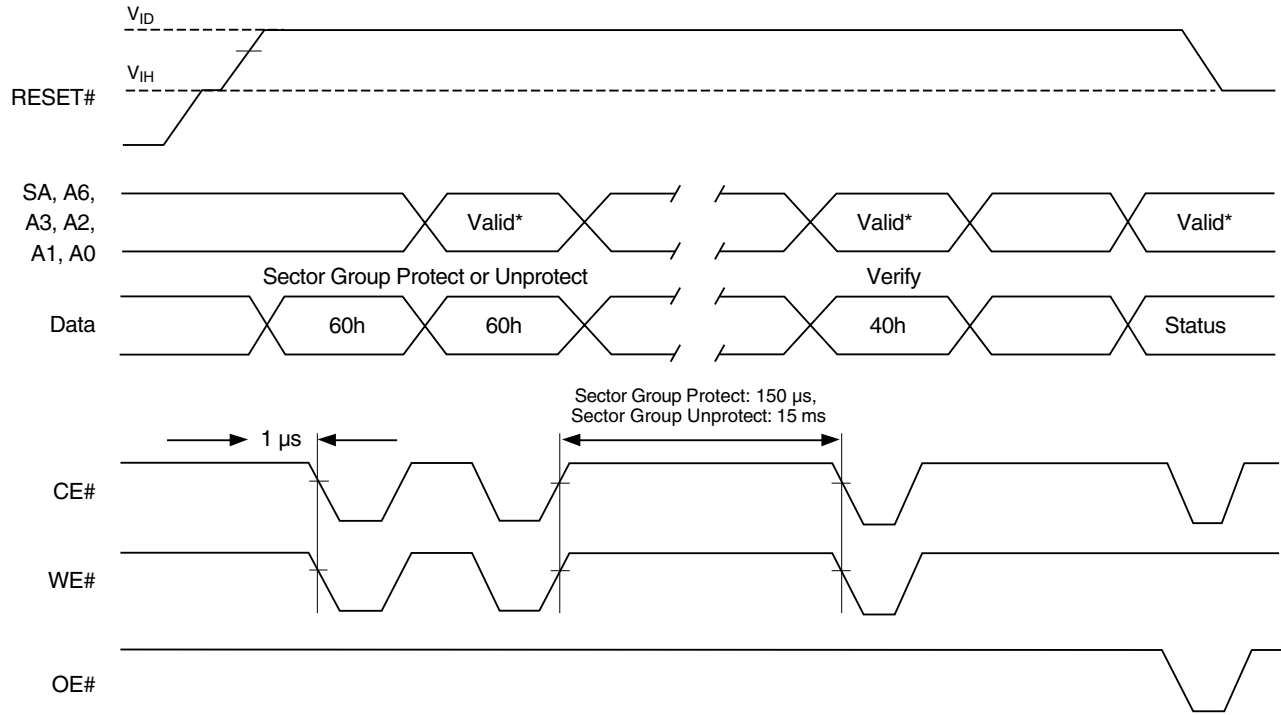 VID
VIH
RESET#
SA, A6,
A3, A2,
A1, A0
Valid*
Valid*
Valid*
Sector Group Protect or Unprotect
Verify
Data
60h
60h
40h
Status
Sector Group Protect: 150 µs,
Sector Group Unprotect: 15 ms
1 µs
CE#
WE#
OE#